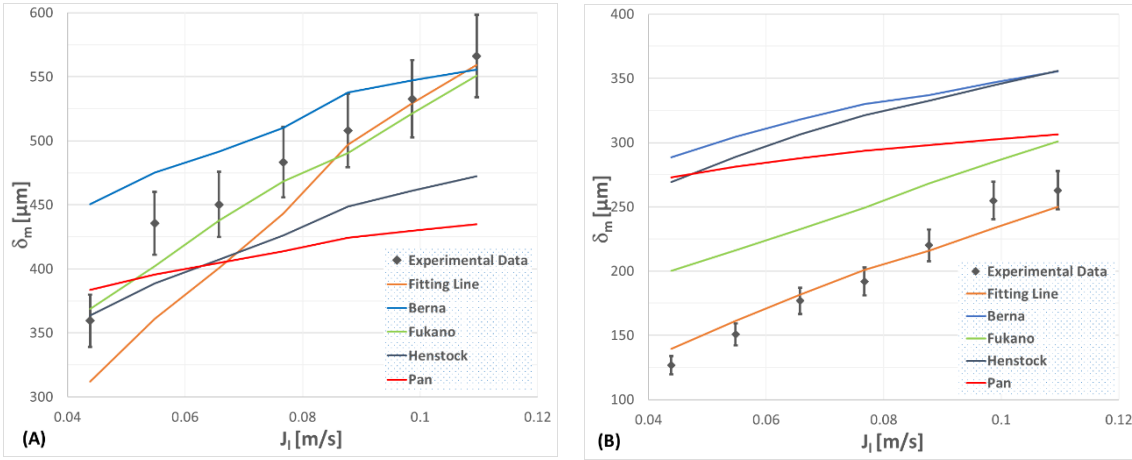 600
550
500
450
400
350
300
δm [µm]
0.04
0.06
0.08
0.1
0.12
Jl [m/s]
(A)
Experimental Data
Fitting Line
Berna
Fukano
Henstock
Pan
400
350
300
250
200
150
100
δm [µm]
0.04
0.06
0.08
0.1
0.12
Jl [m/s]
(B)
Experimental Data
Fitting Line
Berna
Fukano
Henstock
Pan